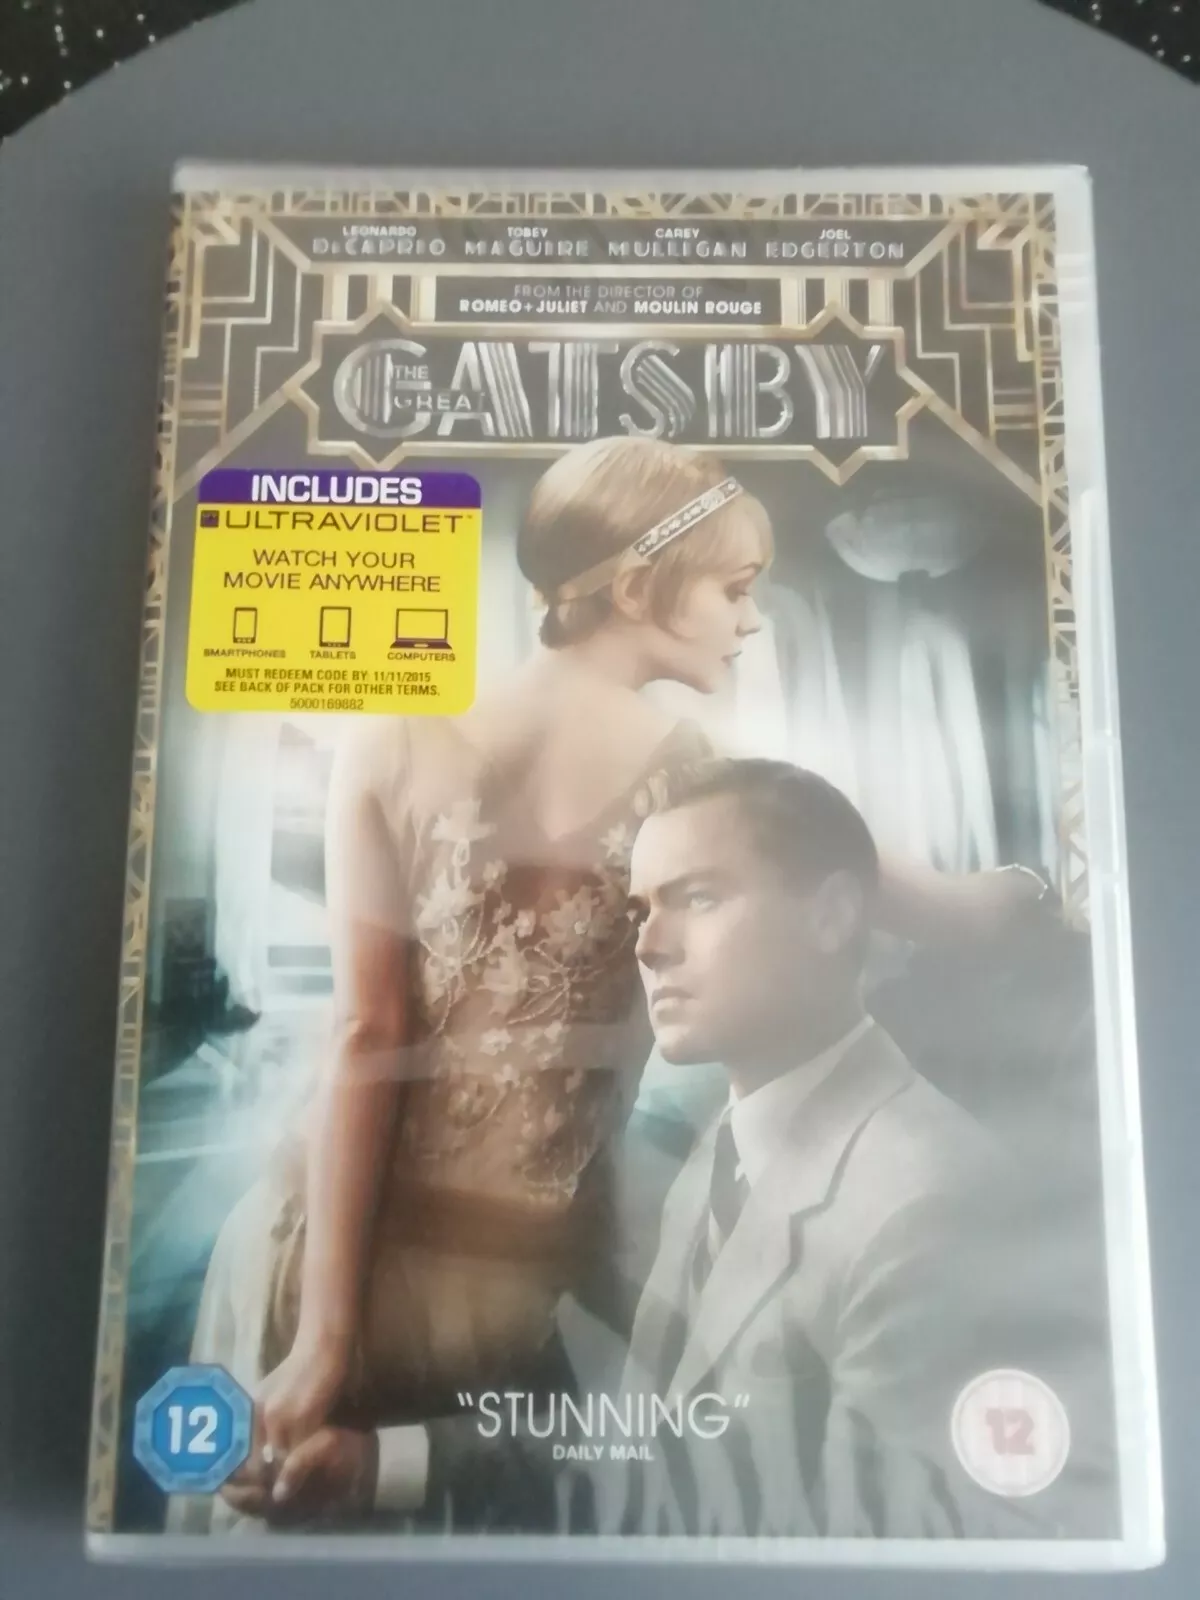 LEONARDO TOBEY CAREY JOEL
DiCAPRIO MAGUIRE MULLIGAN EDGERTON
FROM THE DIRECTOR OF
ROMEO + JULIET AND MOULIN ROUGE
THE
GREAT
GATSBY
INCLUDES
ULTRAVIOLET™
WATCH YOUR
MOVIE ANYWHERE
SMARTPHONES TABLETS COMPUTERS
MUST REDEEM CODE BY 11/11/2015
SEE BACK OF PACK FOR OTHER TERMS.
5000169882
"STUNNING"
DAILY MAIL
12 12